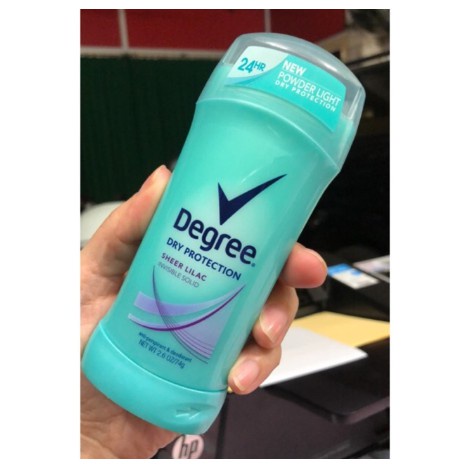 24HR
NEW
POWDER LIGHT
DRY PROTECTION
Degree®
DRY PROTECTION
SHEER LILAC
INVISIBLE SOLID
antiperspirant & deodorant
NET WT 2.6 OZ (74g)
hp